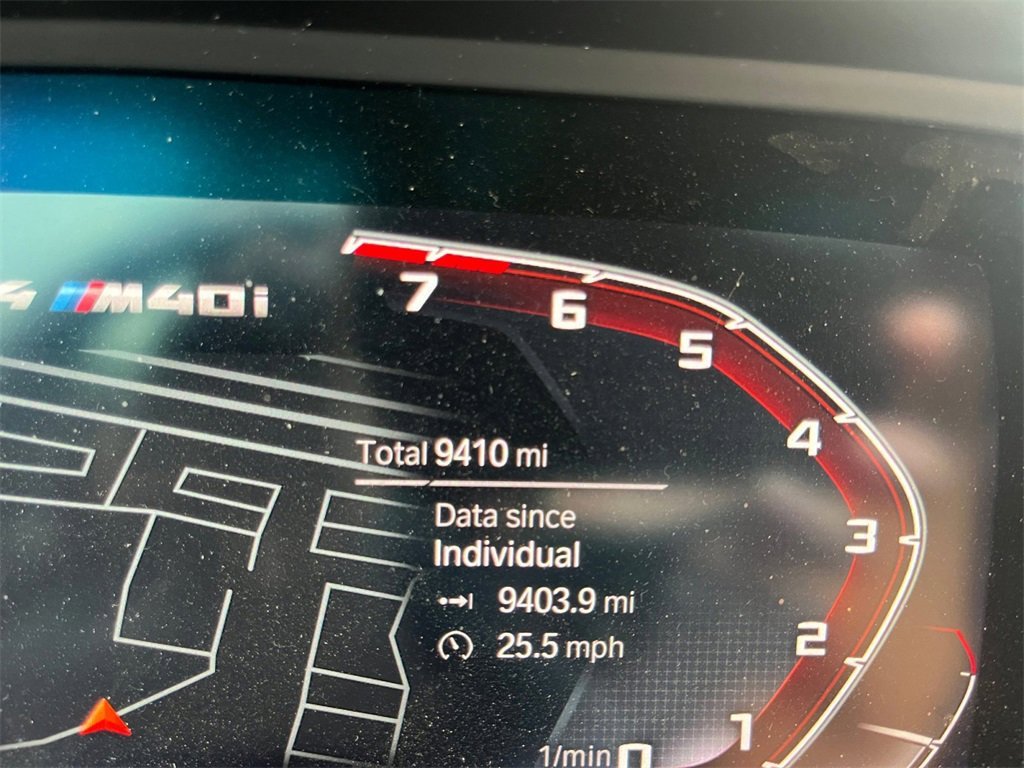 4 M40i
7
6
5
4
3
2
1
1/min 0
Total 9410 mi
Data since
Individual
9403.9 mi
25.5 mph